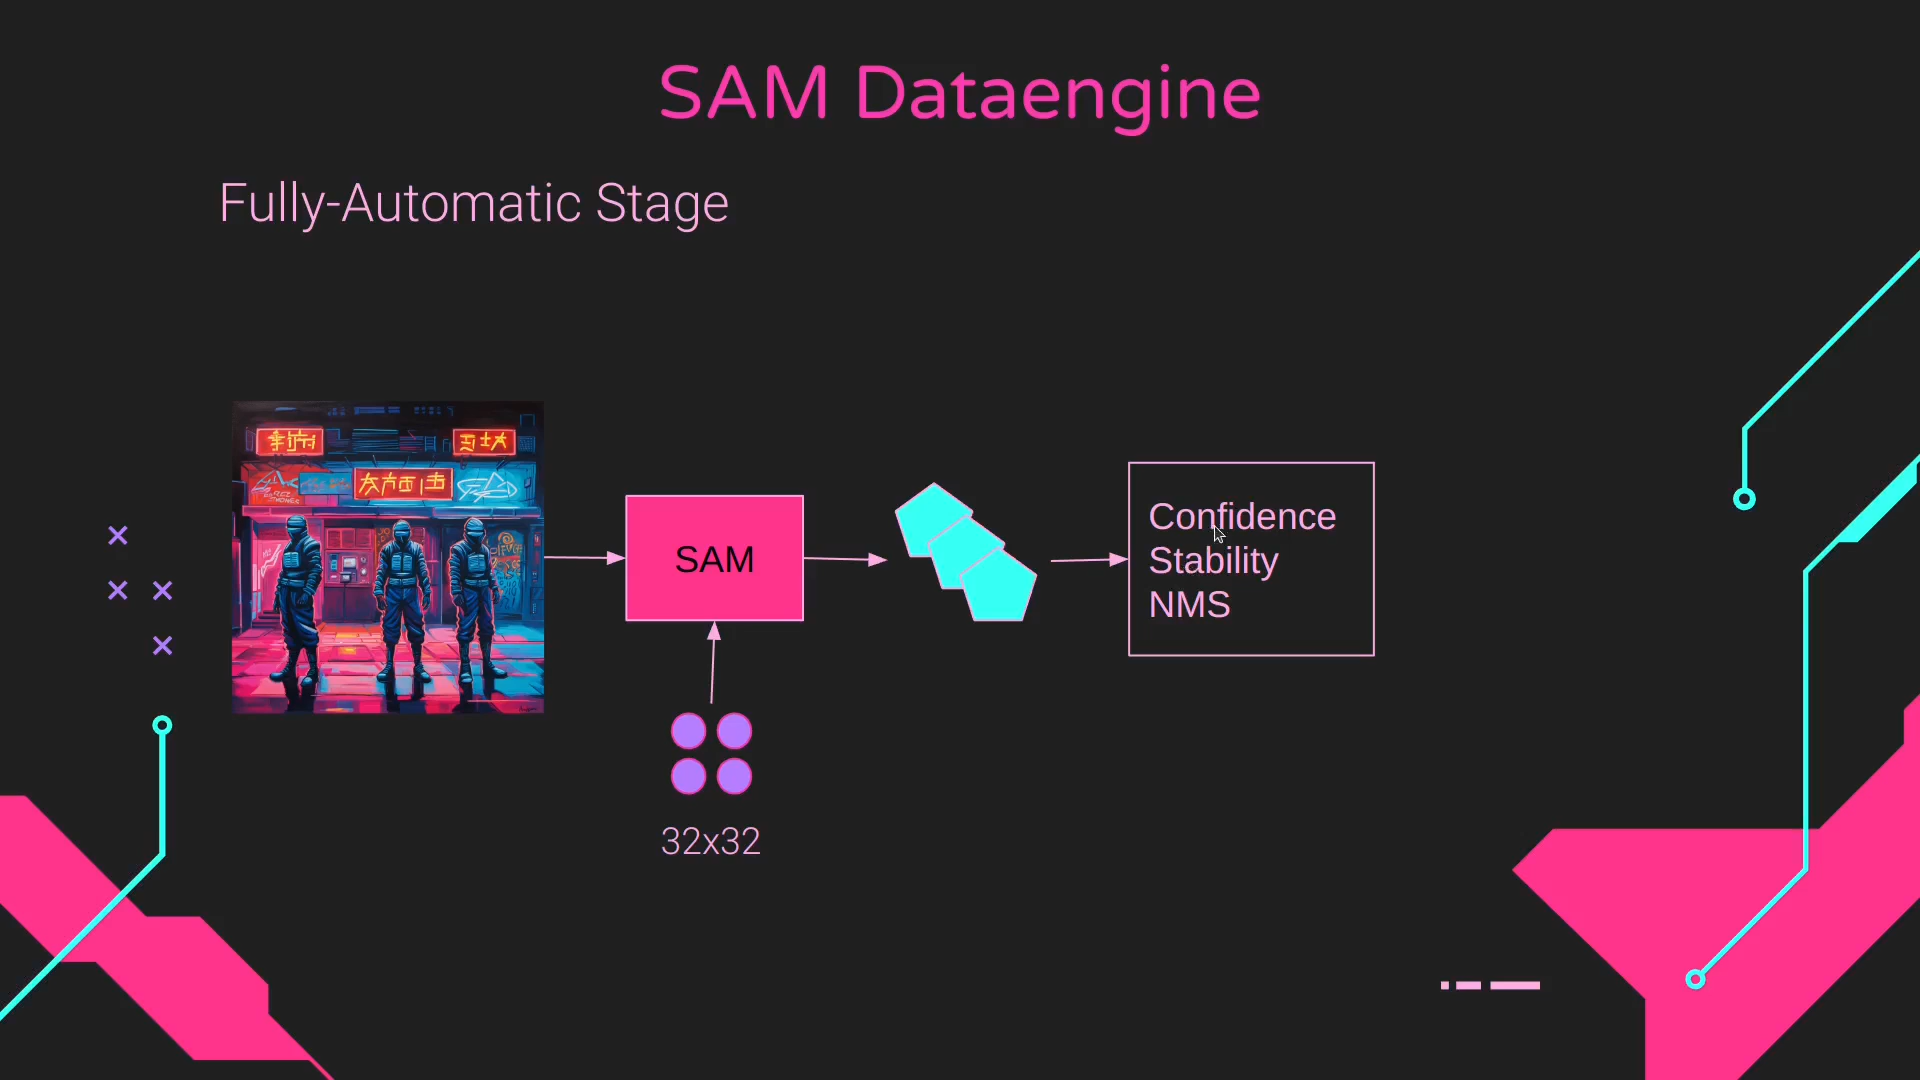 SAM Dataengine
Fully-Automatic Stage
SAM
Confidence
Stability
NMS
32x32